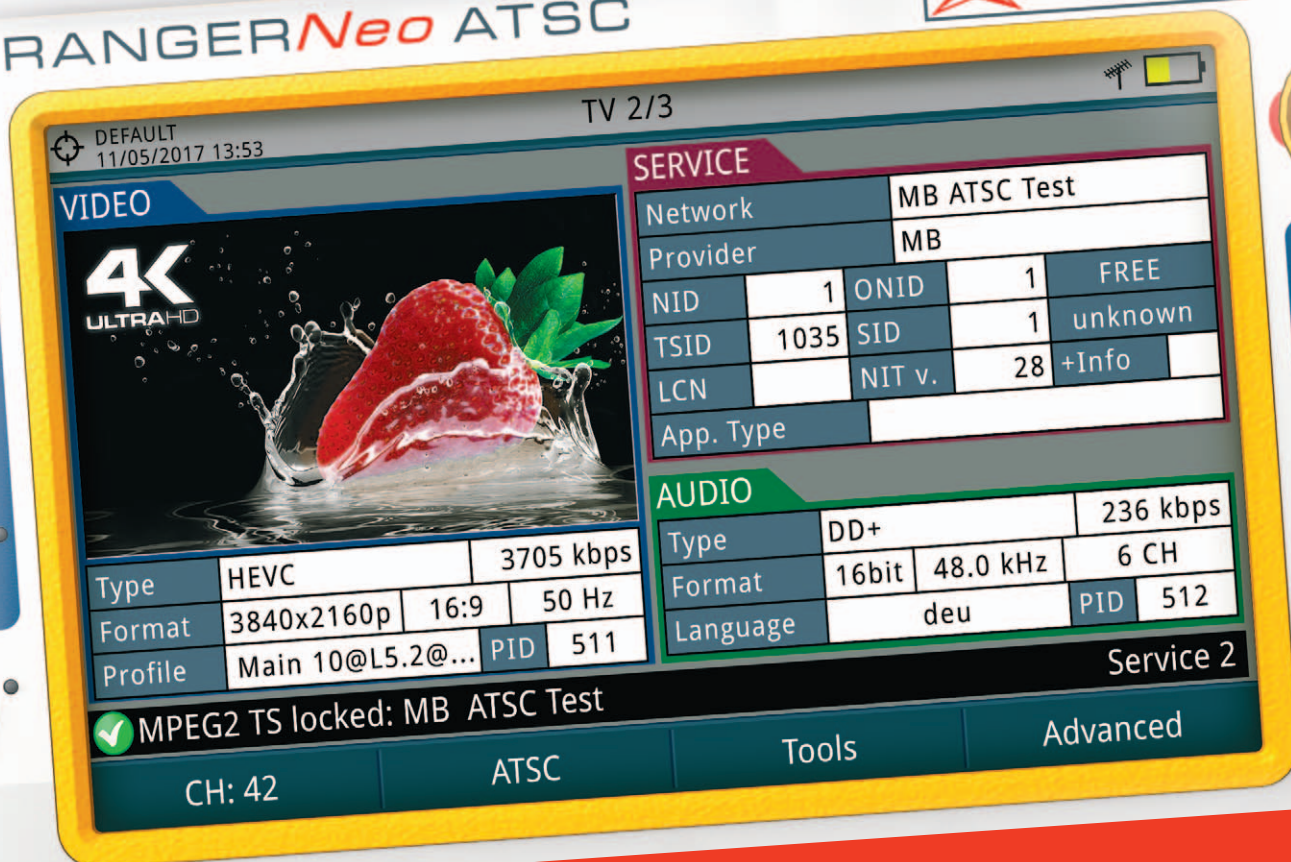 RANGERNeo ATSC
TV 2/3
DEFAULT
11/05/2017 13:53
VIDEO
4K
ULTRAHD
Type HEVC 3705 kbps
Format 3840x2160p 16:9 50 Hz
Profile Main 10@L5.2@... PID 511
SERVICE
Network MB ATSC Test
Provider MB
NID 1 ONID 1 FREE
TSID 1035 SID 1 unknown
LCN NIT v. 28 +Info
App. Type
AUDIO
Type DD+ 236 kbps
Format 16bit 48.0 kHz 6 CH
Language deu PID 512
MPEG2 TS locked: MB ATSC Test Service 2
CH: 42 ATSC Tools Advanced